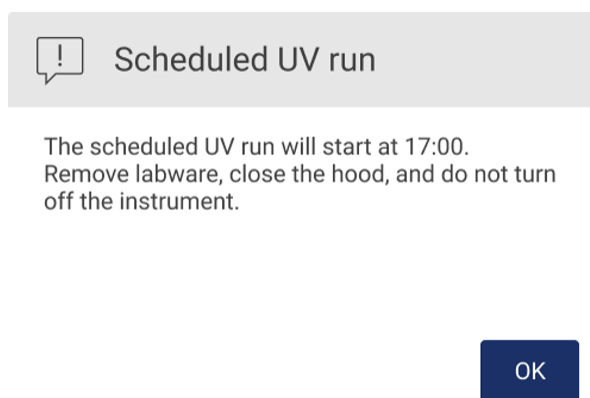 Scheduled UV run
The scheduled UV run will start at 17:00.
Remove labware, close the hood, and do not turn
off the instrument.
OK